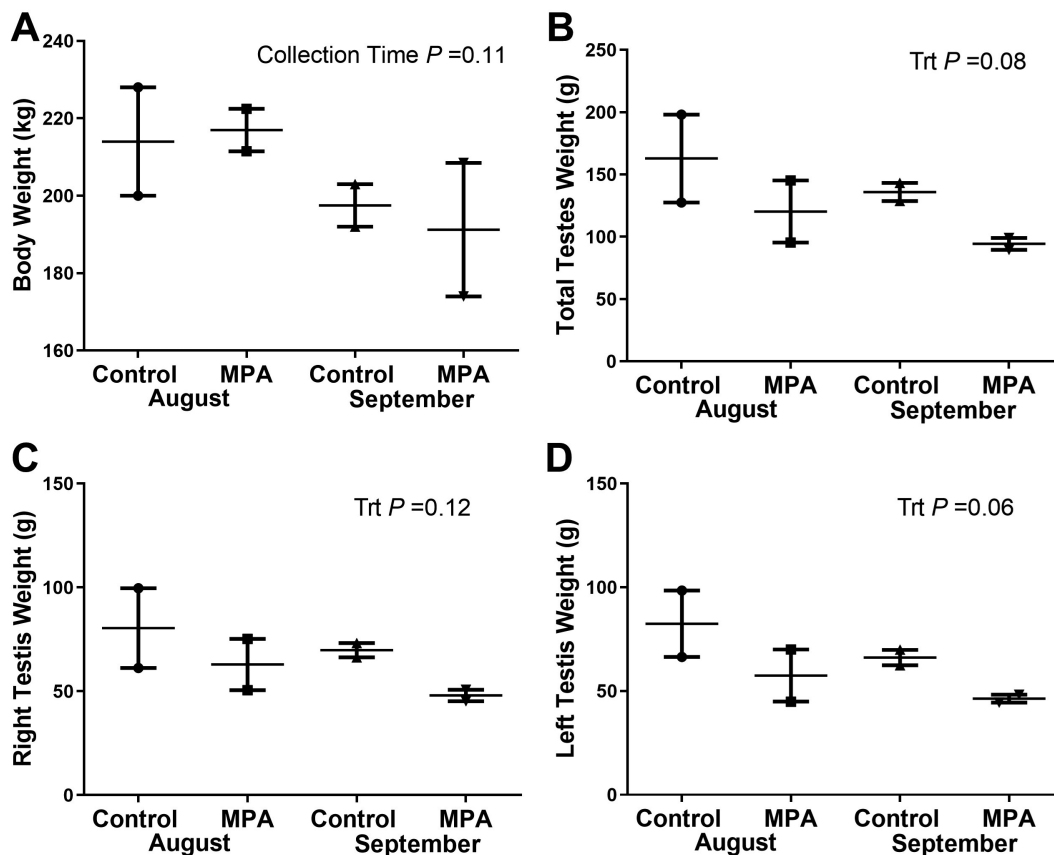 A
Collection Time P =0.11
Body Weight (kg)
240
220
200
180
160
Control MPA Control MPA
August September
B
Trt P =0.08
Total Testes Weight (g)
250
200
150
100
50
0
Control MPA Control MPA
August September
C
Trt P =0.12
Right Testis Weight (g)
150
100
50
0
Control MPA Control MPA
August September
D
Trt P =0.06
Left Testis Weight (g)
150
100
50
0
Control MPA Control MPA
August September